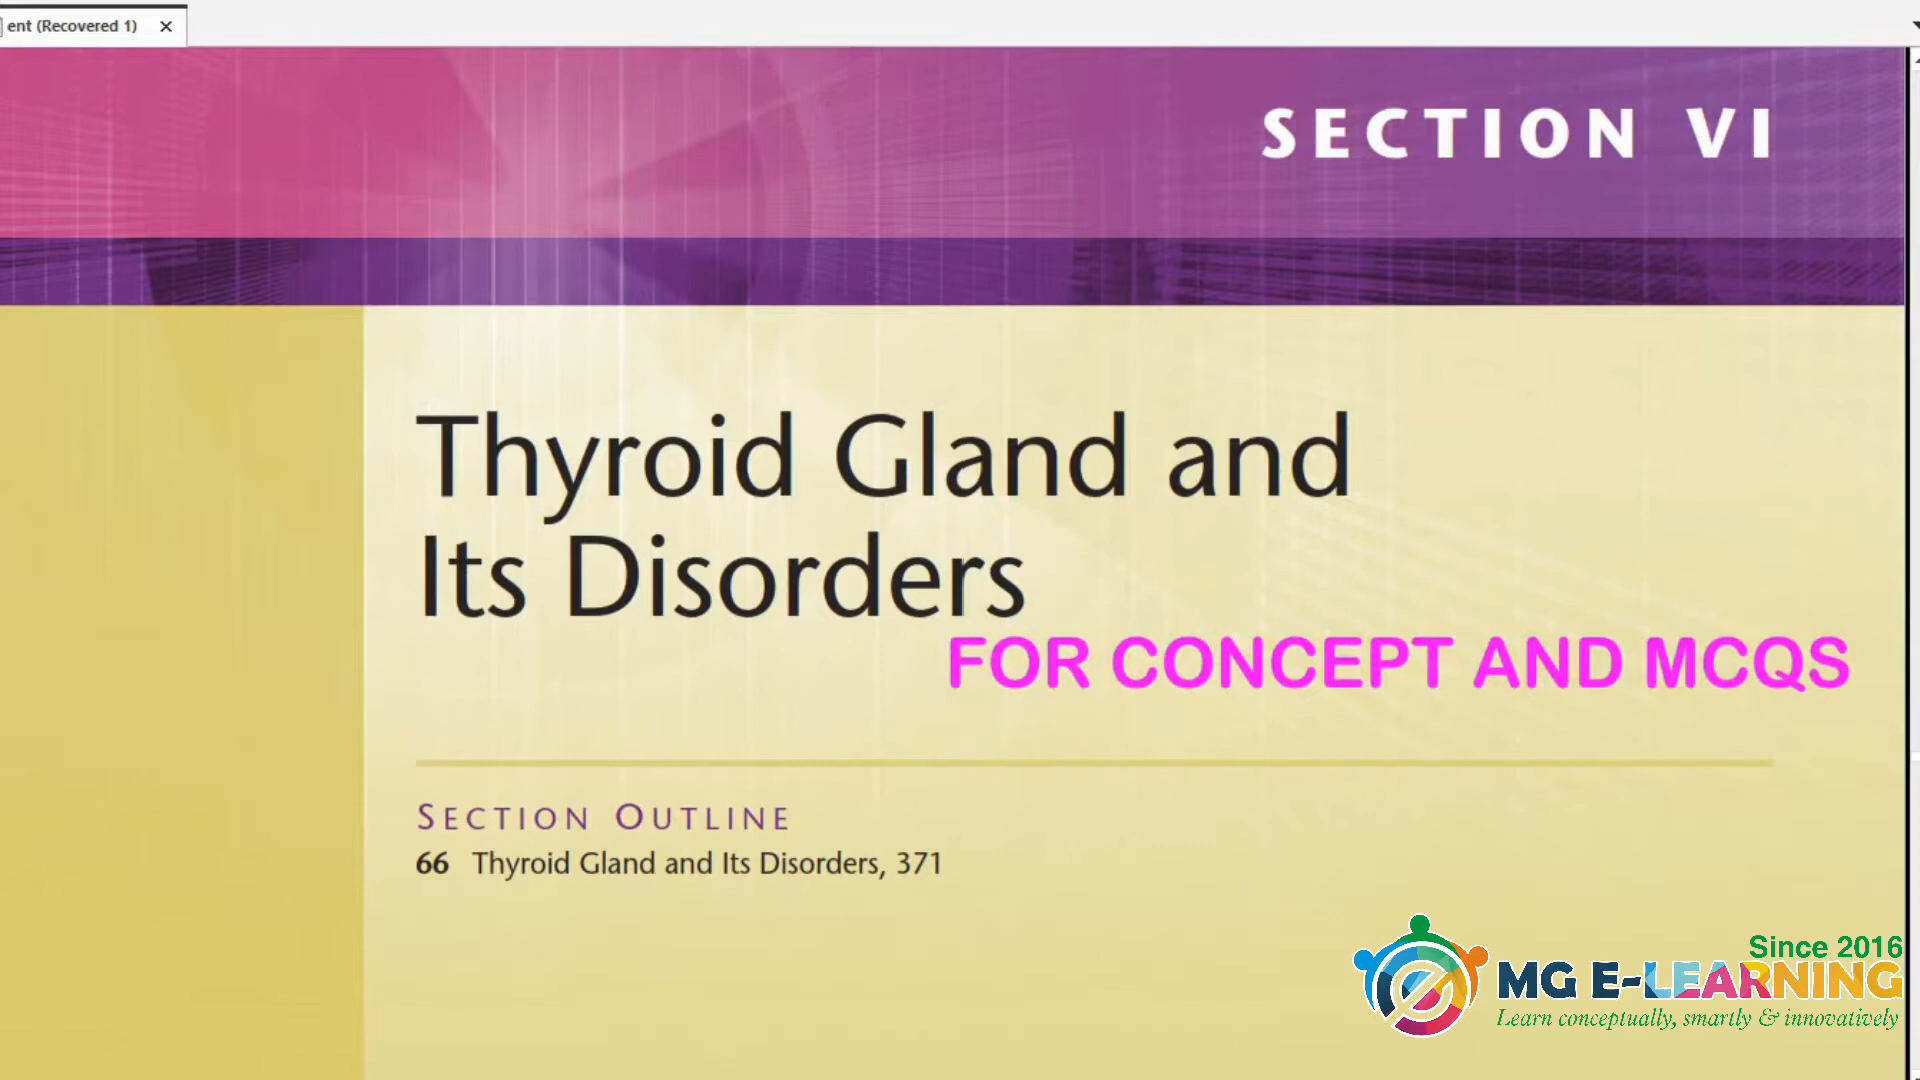 ent (Recovered 1)
SECTION VI
Thyroid Gland and
Its Disorders
FOR CONCEPT AND MCQS
SECTION OUTLINE
66 Thyroid Gland and Its Disorders, 371
Since 2016
MG E-LEARNING
Learn conceptually, smartly & innovatively